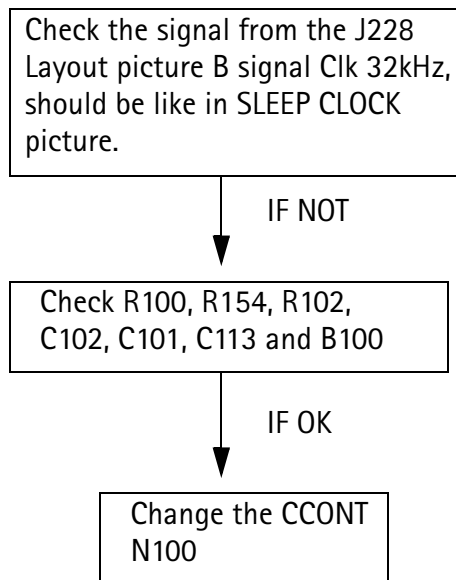 Check the signal from the J228
Layout picture B signal Clk 32kHz,
should be like in SLEEP CLOCK
picture.
IF NOT
Check R100, R154, R102,
C102, C101, C113 and B100
IF OK
Change the CCONT
N100